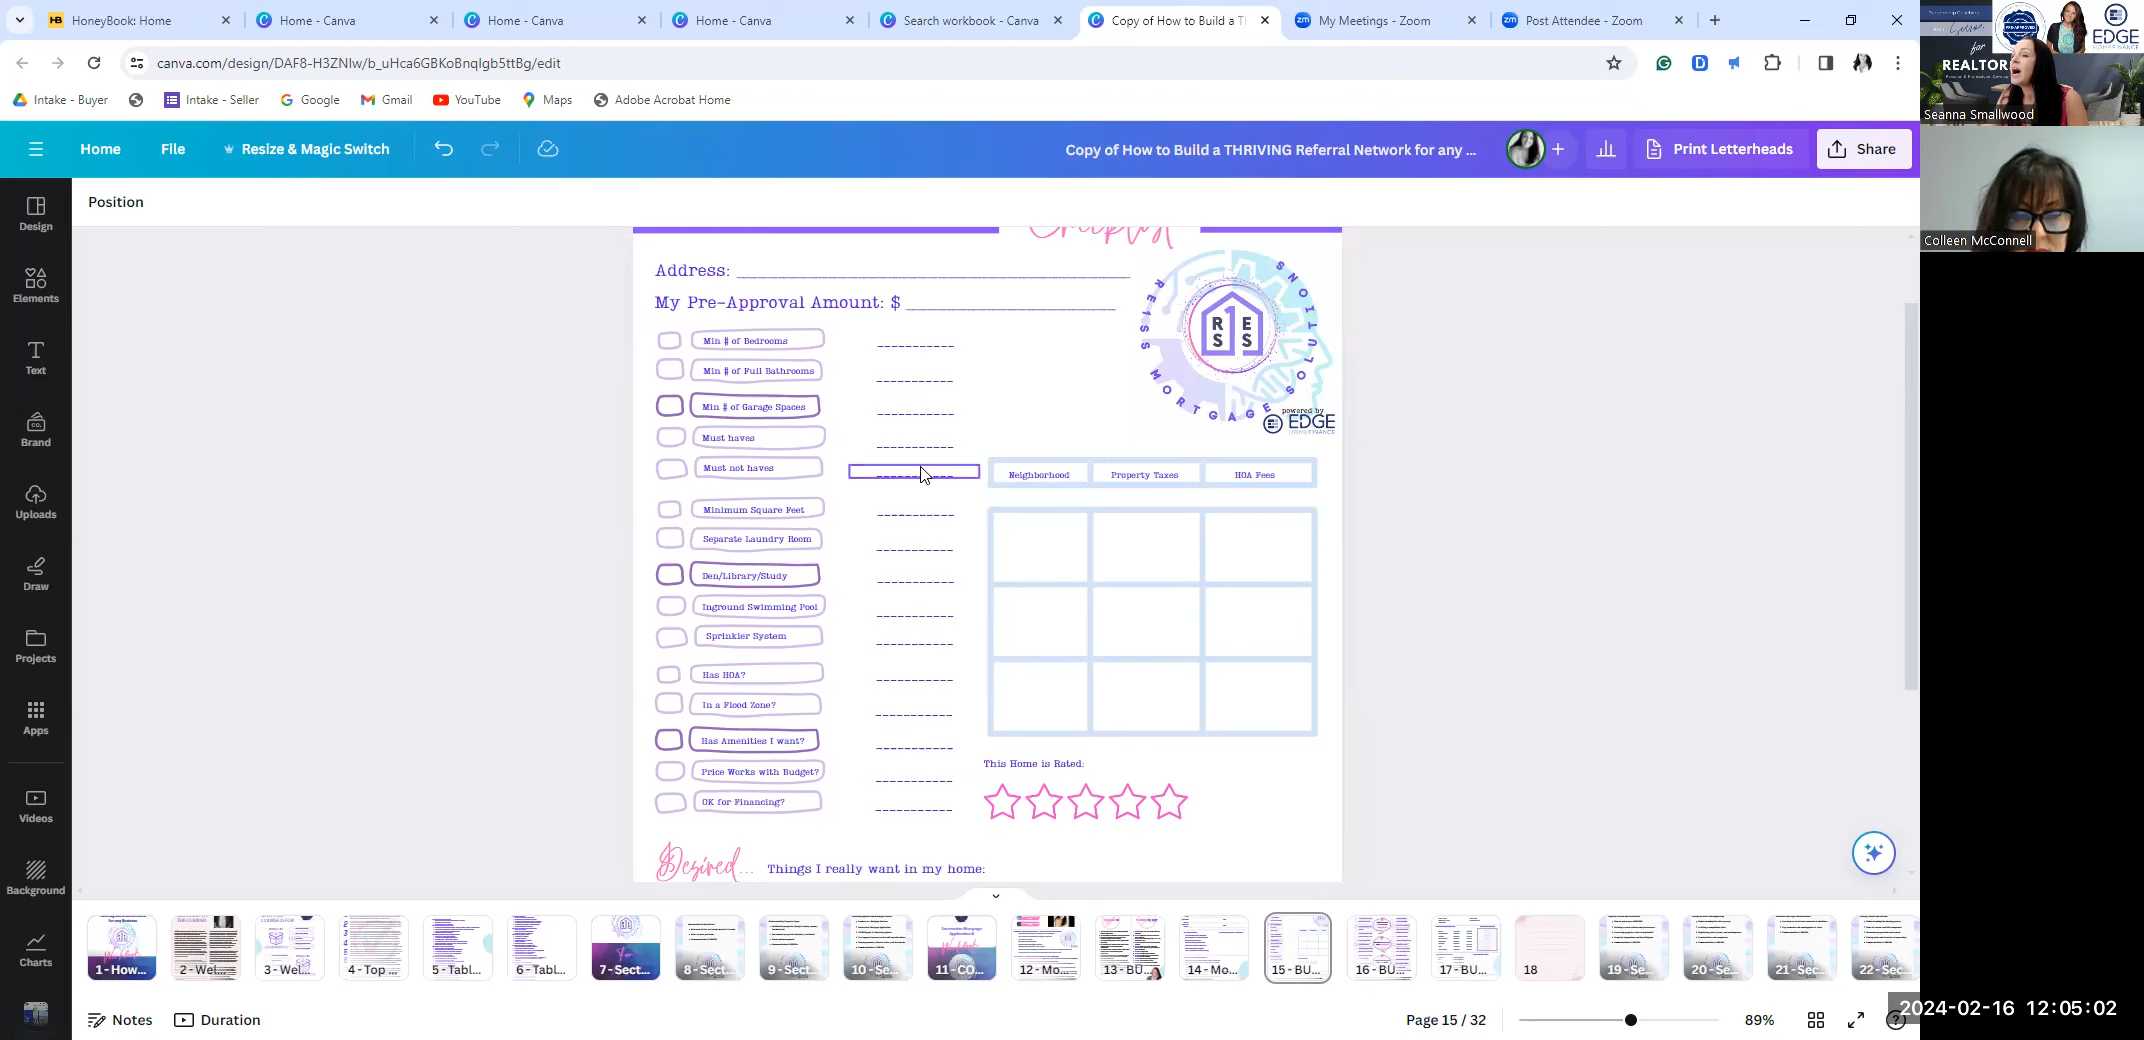 HoneyBook: Home
Home - Canva
Home - Canva
Home - Canva
Search workbook - Canva
Copy of How to Build a T
My Meetings - Zoom
Post Attendee - Zoom
canva.com/design/DAF8-H3ZNIw/b_uHca6GBKoBnqIgb5ttBg/edit
Intake - Buyer
Intake - Seller
Google
Gmail
YouTube
Maps
Adobe Acrobat Home
Home
File
Resize & Magic Switch
Copy of How to Build a THRIVING Referral Network for any ...
Print Letterheads
Share
Position
Design
Elements
Text
Brand
Uploads
Draw
Projects
Apps
Videos
Background
Charts
Checklist
Address:
My Pre-Approval Amount: $
Min # of Bedrooms
Min # of Full Bathrooms
Min # of Garage Spaces
Must haves
Must not haves
Minimum Square Feet
Separate Laundry Room
Den/Library/Study
Inground Swimming Pool
Sprinkler System
Has HOA?
In a Flood Zone?
Has Amenities I want?
Price Works with Budget?
OK for Financing?
RE1SS MORTGAGE SOLUTIONS
R 1 E
S S
powered by
EDGE
HOME FINANCE
Neighborhood
Property Taxes
HOA Fees
This Home is Rated:
Desired... Things I really want in my home:
1 - How...
2 - Wel...
3 - Wel...
4 - Top ...
5 - Tabl...
6 - Tabl...
7 - Sect...
8 - Sect...
9 - Sect...
10 - Se...
11 - CO...
12 - Mo...
13 - BU...
14 - Mo...
15 - BU...
16 - BU...
17 - BU...
18
19 - Se...
20 - Se...
21 - Sec...
22 - Sec...
Notes
Duration
Page 15 / 32
89%
EDGE
for
REALTORS
Seanna Smallwood
Colleen McConnell
2024-02-16 12:05:02